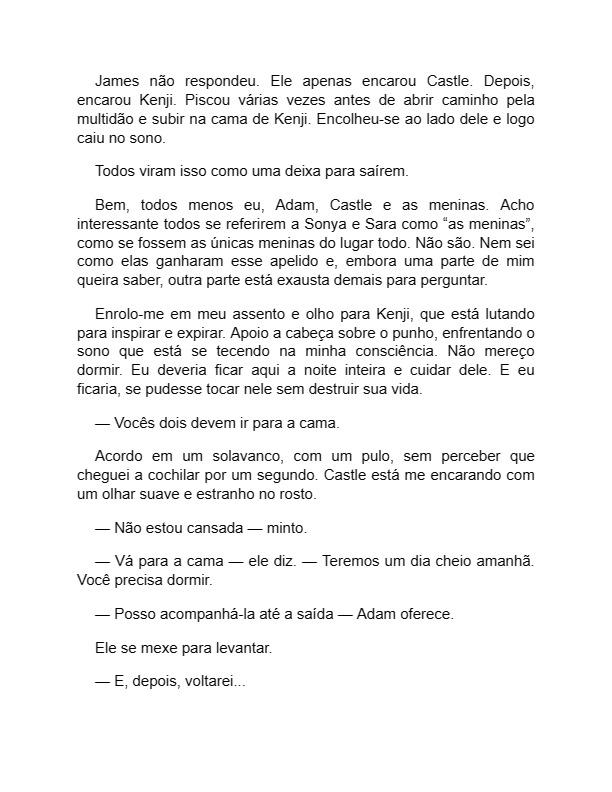 James não respondeu. Ele apenas encarou Castle. Depois,
encarou Kenji. Piscou várias vezes antes de abrir caminho pela
multidão e subir na cama de Kenji. Encolheu-se ao lado dele e logo
caiu no sono.
Todos viram isso como uma deixa para saírem.
Bem, todos menos eu, Adam, Castle e as meninas. Acho
interessante todos se referirem a Sonya e Sara como “as meninas”,
como se fossem as únicas meninas do lugar todo. Não são. Nem sei
como elas ganharam esse apelido e, embora uma parte de mim
queira saber, outra parte está exausta demais para perguntar.
Enrolo-me em meu assento e olho para Kenji, que está lutando
para inspirar e expirar. Apoio a cabeça sobre o punho, enfrentando o
sono que está se tecendo na minha consciência. Não mereço
dormir. Eu deveria ficar aqui a noite inteira e cuidar dele. E eu
ficaria, se pudesse tocar nele sem destruir sua vida.
— Vocês dois devem ir para a cama.
Acordo em um solavanco, com um pulo, sem perceber que
cheguei a cochilar por um segundo. Castle está me encarando com
um olhar suave e estranho no rosto.
— Não estou cansada — minto.
— Vá para a cama — ele diz. — Teremos um dia cheio amanhã.
Você precisa dormir.
— Posso acompanhá-la até a saída — Adam oferece.
Ele se mexe para levantar.
— E, depois, voltarei...